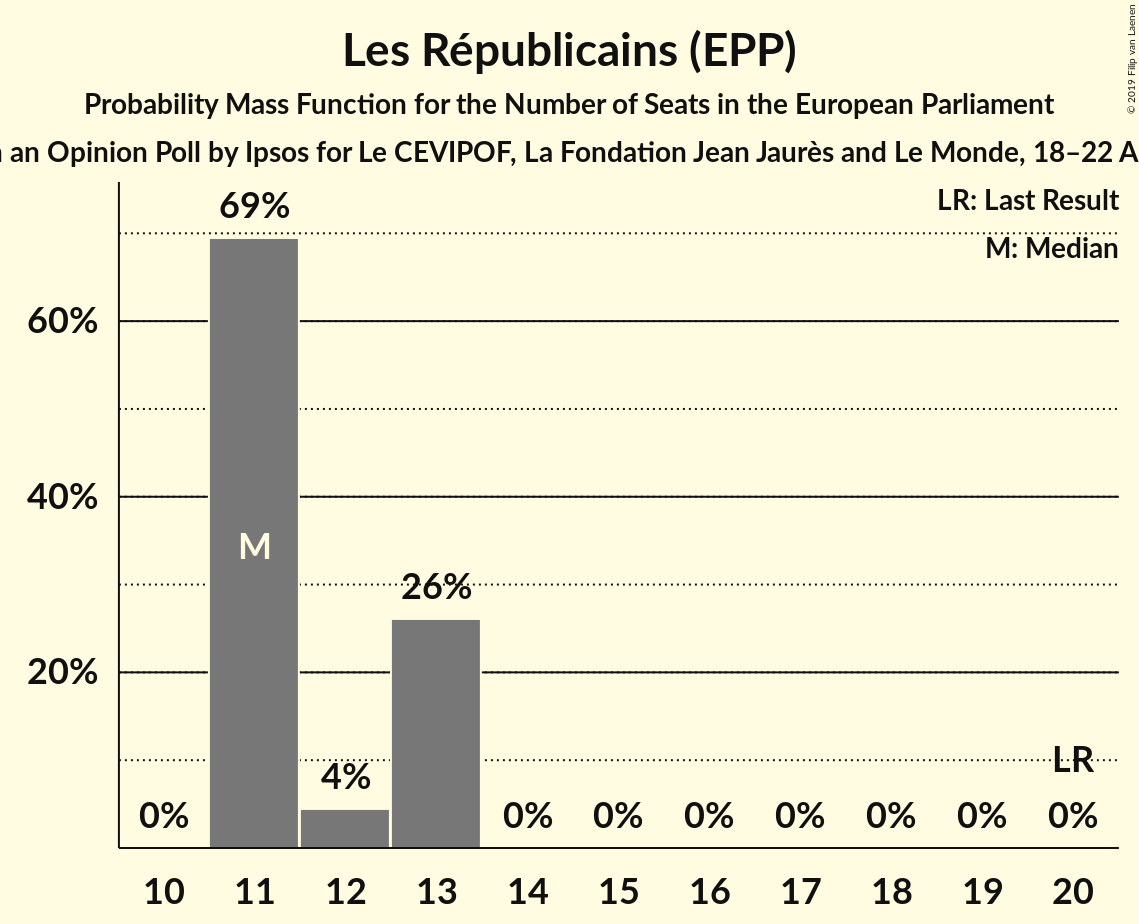 Les Républicains (EPP)
Probability Mass Function for the Number of Seats in the European Parliament
an Opinion Poll by Ipsos for Le CEVIPOF, La Fondation Jean Jaurès and Le Monde, 18–22 A
© 2019 Filip van Laenen
LR: Last Result
M: Median
69%
60%
40%
M
26%
20%
4%
LR
0% 0% 0% 0% 0% 0% 0% 0%
10 11 12 13 14 15 16 17 18 19 20